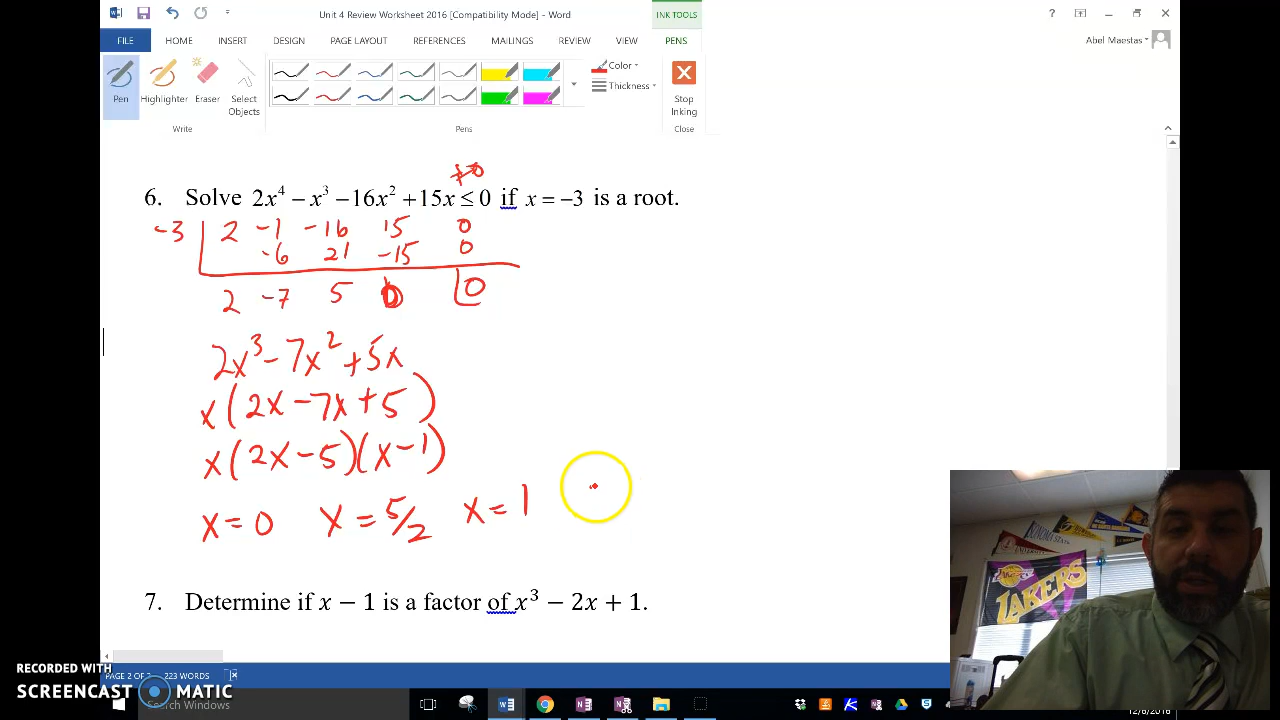 Unit 4 Review Worksheet 2016 [Compatibility Mode] - Word
INK TOOLS
FILE HOME INSERT DESIGN PAGE LAYOUT REFERENCES MAILINGS REVIEW VIEW PENS
Abel Maestas
Pen Highlighter Eraser Select Objects
Color
Thickness
Stop Inking
Write Pens Close
+0
6. Solve 2x⁴ − x³ − 16x² + 15x ≤ 0 if x = −3 is a root.
-3 2 -1 -16 15 0
-6 21 -15 0
2 -7 5 0 0
2x³ - 7x² + 5x
x(2x - 7x + 5)
x(2x - 5)(x - 1)
x = 0 x = 5/2 x = 1
7. Determine if x − 1 is a factor of x³ − 2x + 1.
LAKERS
RECORDED WITH
SCREENCAST MATIC
223 WORDS
Search Windows
12/8/2016